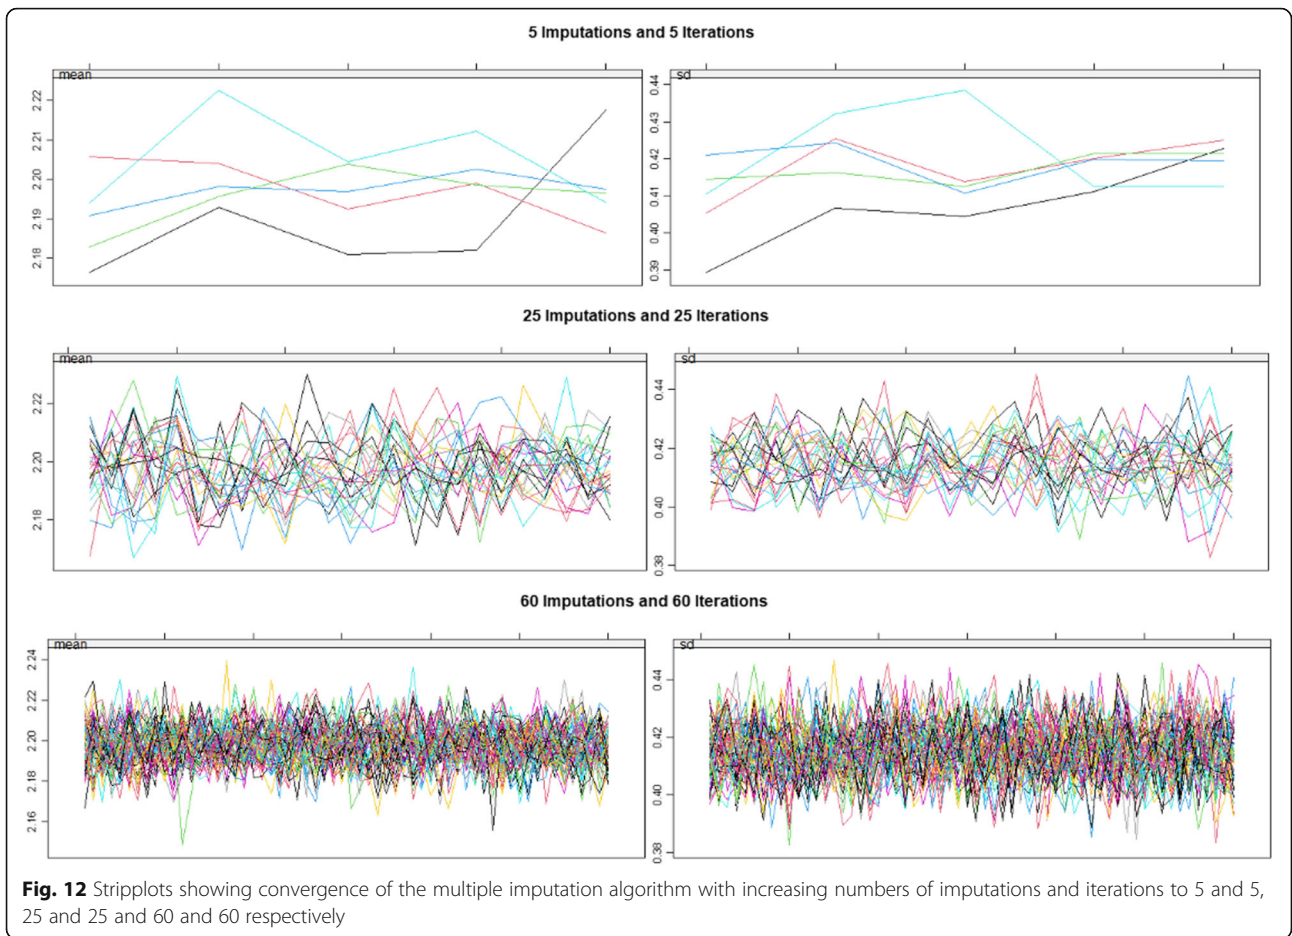 5 Imputations and 5 Iterations
mean
sd
2.22
2.21
2.20
2.19
2.18
0.44
0.43
0.42
0.41
0.40
0.39
25 Imputations and 25 Iterations
mean
sd
2.22
2.20
2.18
0.44
0.42
0.40
0.38
60 Imputations and 60 Iterations
mean
sd
2.24
2.22
2.20
2.18
2.16
0.44
0.42
0.40
0.38
Fig. 12 Stripplots showing convergence of the multiple imputation algorithm with increasing numbers of imputations and iterations to 5 and 5,
25 and 25 and 60 and 60 respectively